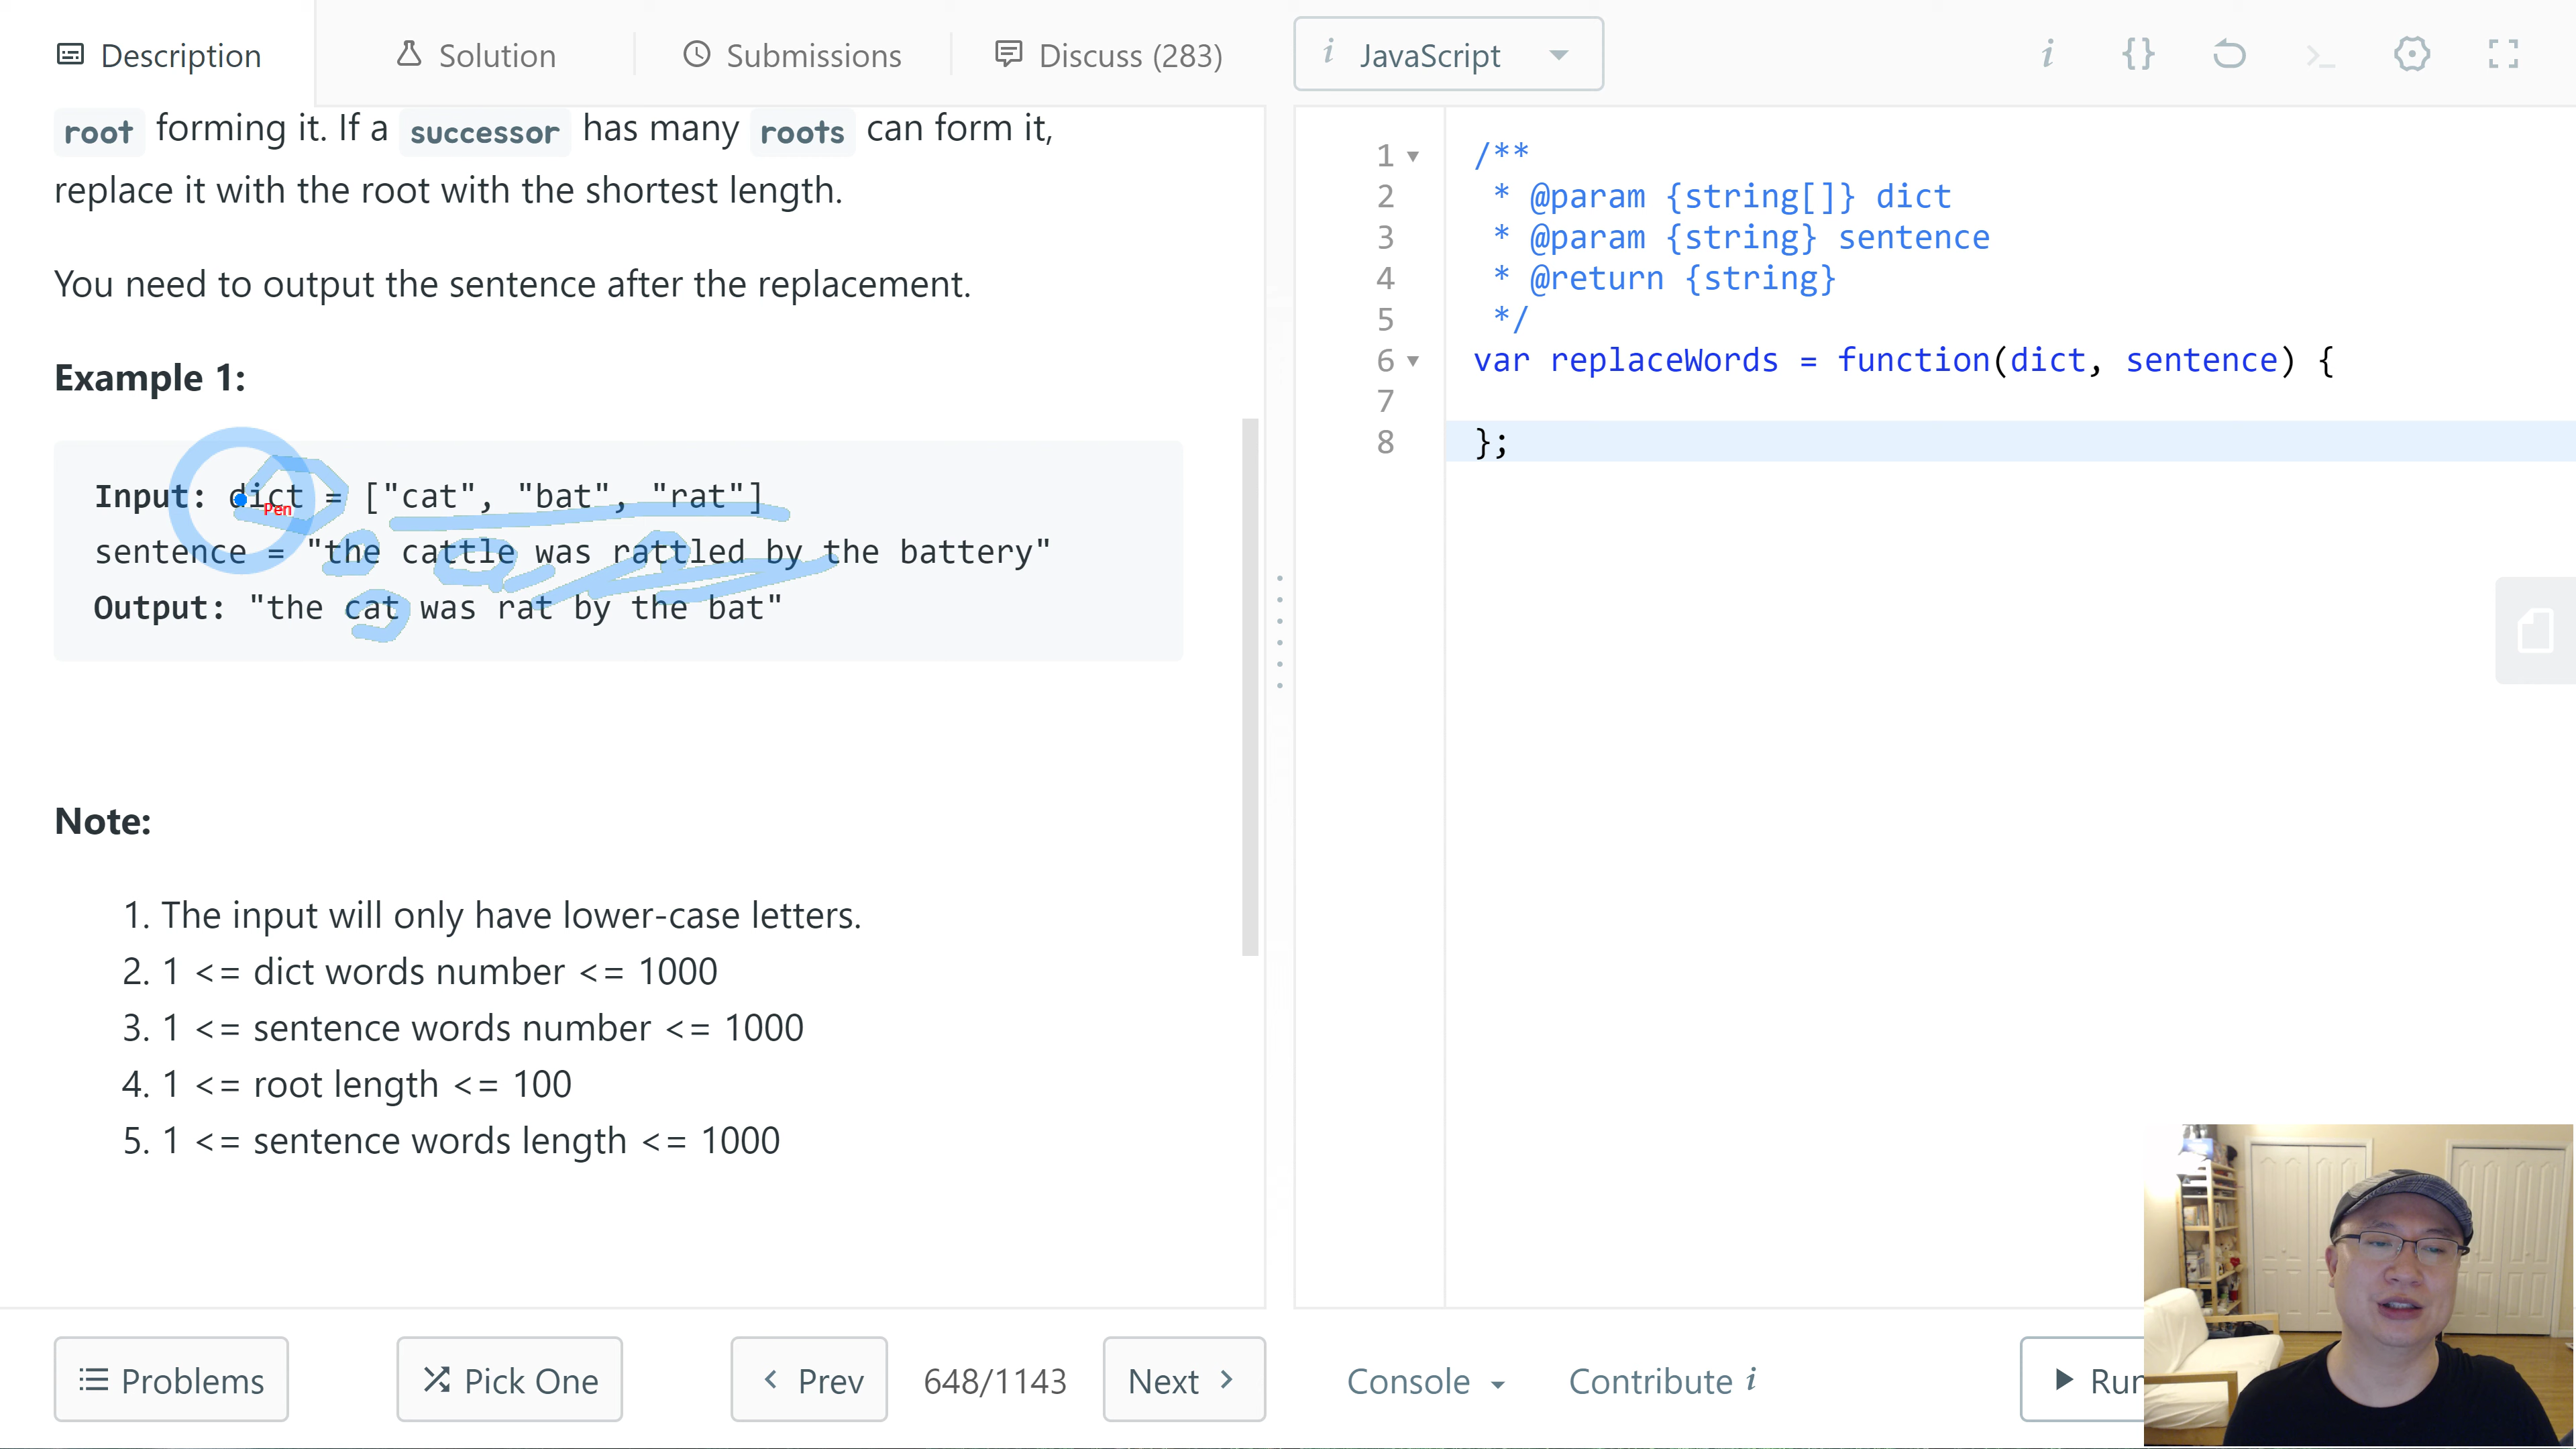 Description
Solution
Submissions
Discuss (283)
i JavaScript
i {} >_
root forming it. If a successor has many roots can form it,
replace it with the root with the shortest length.
You need to output the sentence after the replacement.
Example 1:
Input: dict = ["cat", "bat", "rat"]
Pen
sentence = "the cattle was rattled by the battery"
Output: "the cat was rat by the bat"
Note:
1. The input will only have lower-case letters.
2. 1 <= dict words number <= 1000
3. 1 <= sentence words number <= 1000
4. 1 <= root length <= 100
5. 1 <= sentence words length <= 1000
1 /**
2 * @param {string[]} dict
3 * @param {string} sentence
4 * @return {string}
5 */
6 var replaceWords = function(dict, sentence) {
7
8 };
Problems
Pick One
Prev
648/1143
Next
Console
Contribute i
Run